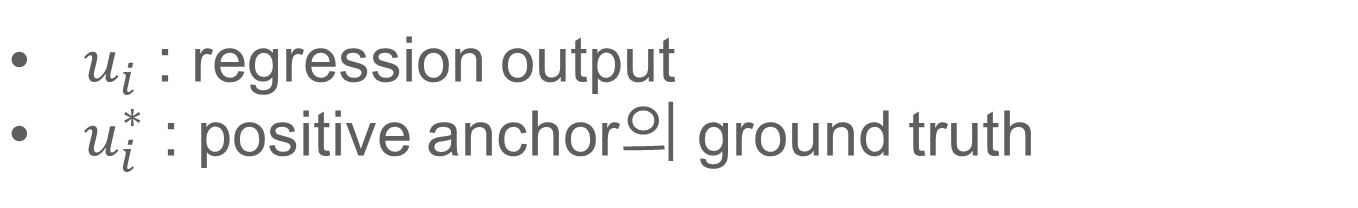 • u_i : regression output
• u_i^* : positive anchor의 ground truth